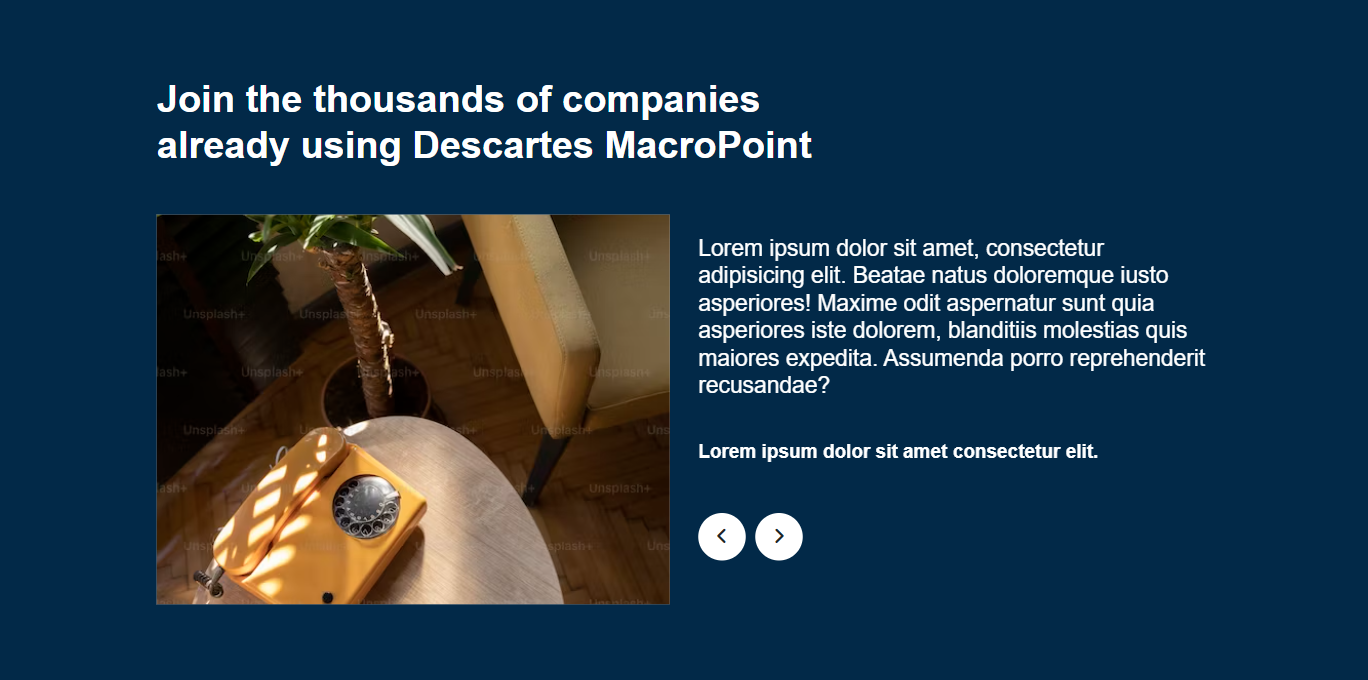 Join the thousands of companies
already using Descartes MacroPoint
Lorem ipsum dolor sit amet, consectetur
adipisicing elit. Beatae natus doloremque iusto
asperiores! Maxime odit aspernatur sunt quia
asperiores iste dolorem, blanditiis molestias quis
maiores expedita. Assumenda porro reprehenderit
recusandae?
Lorem ipsum dolor sit amet consectetur elit.
Unsplash+